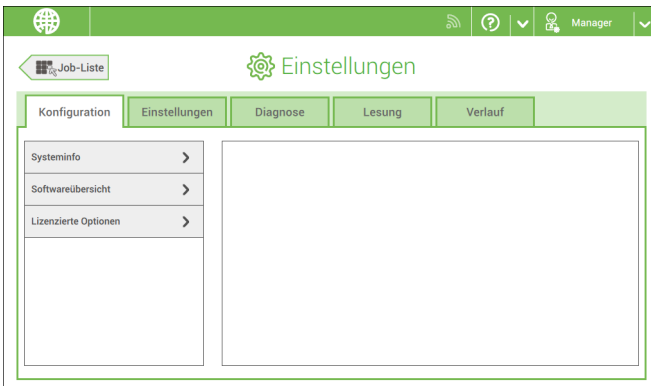 Manager
Job-Liste
Einstellungen
Konfiguration
Einstellungen
Diagnose
Lesung
Verlauf
Systeminfo
Softwareübersicht
Lizenzierte Optionen